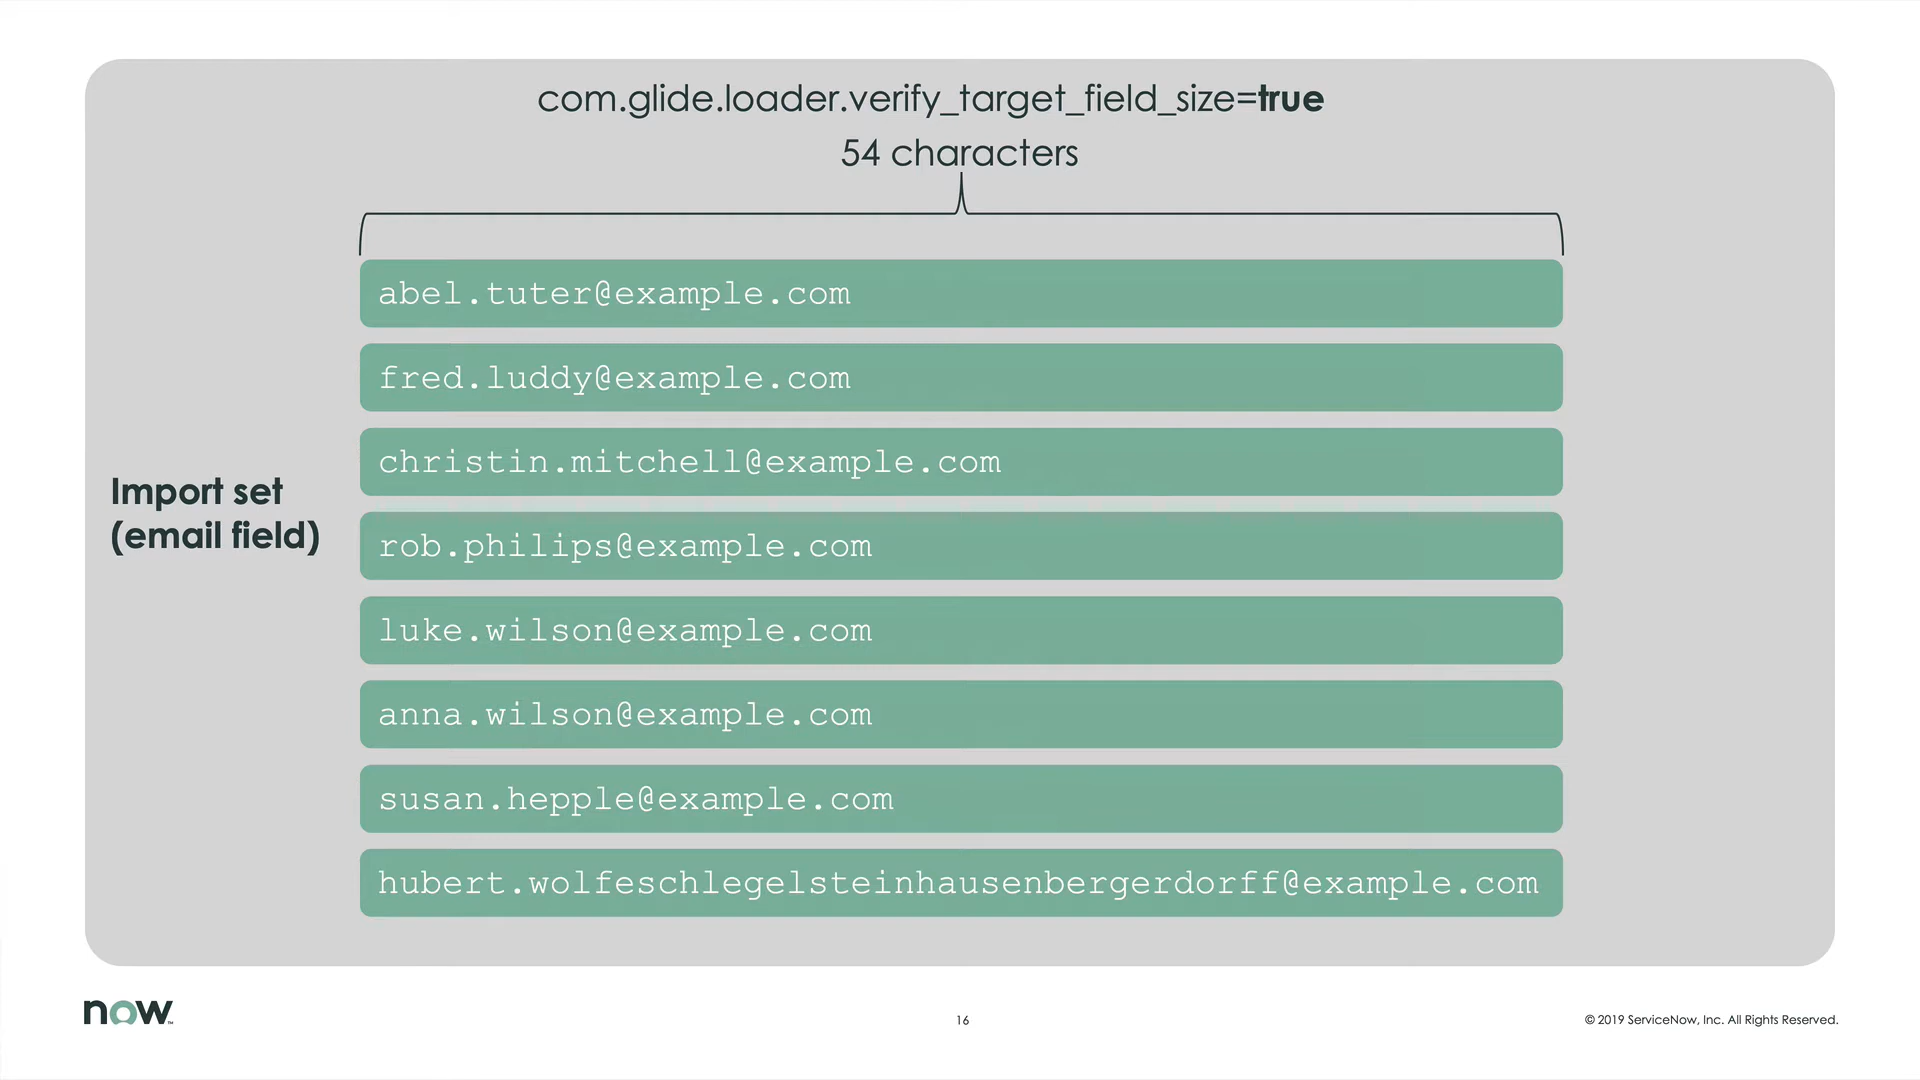 com.glide.loader.verify_target_field_size=true
54 characters
Import set
(email field)
abel.tuter@example.com
fred.luddy@example.com
christin.mitchell@example.com
rob.philips@example.com
luke.wilson@example.com
anna.wilson@example.com
susan.hepple@example.com
hubert.wolfeschlegelsteinhausenbergerdorff@example.com
now™
16
© 2019 ServiceNow, Inc. All Rights Reserved.